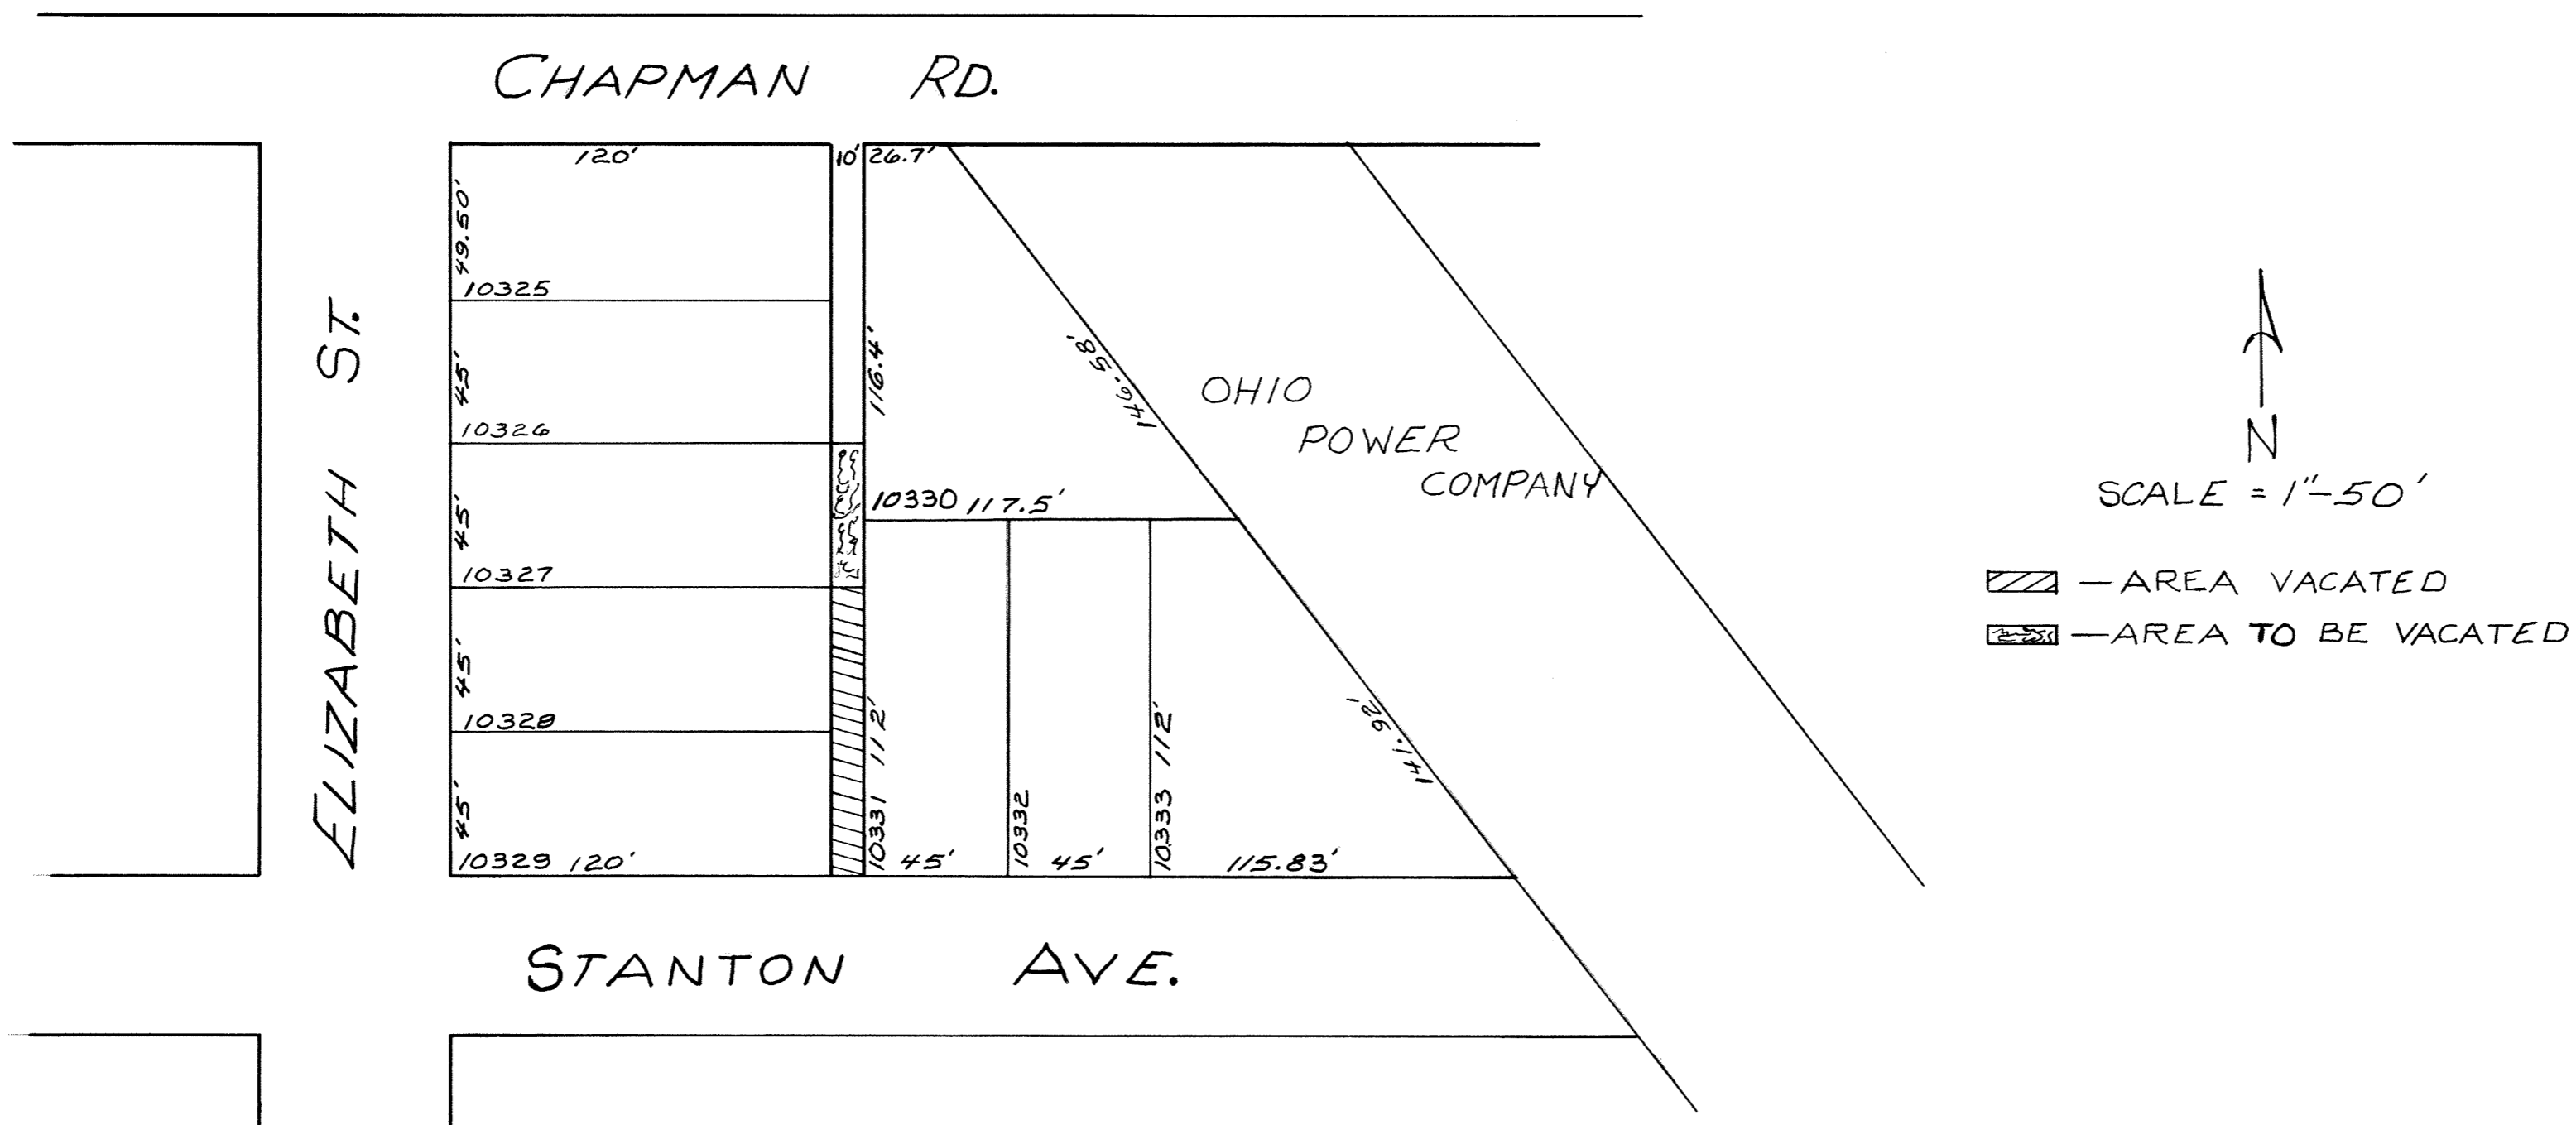 CHAPMAN RD.
120'
10'
26.7'
49.50'
10325
45'
10326
45'
10327
45'
10328
45'
10329 120'
ELIZABETH ST.
116.4'
146.58'
10330 117.5'
OHIO
POWER
COMPANY
10331 112'
45'
10332
45'
10333 112'
115.83'
141.92'
STANTON AVE.
N
SCALE = 1"-50'
— AREA VACATED
— AREA TO BE VACATED